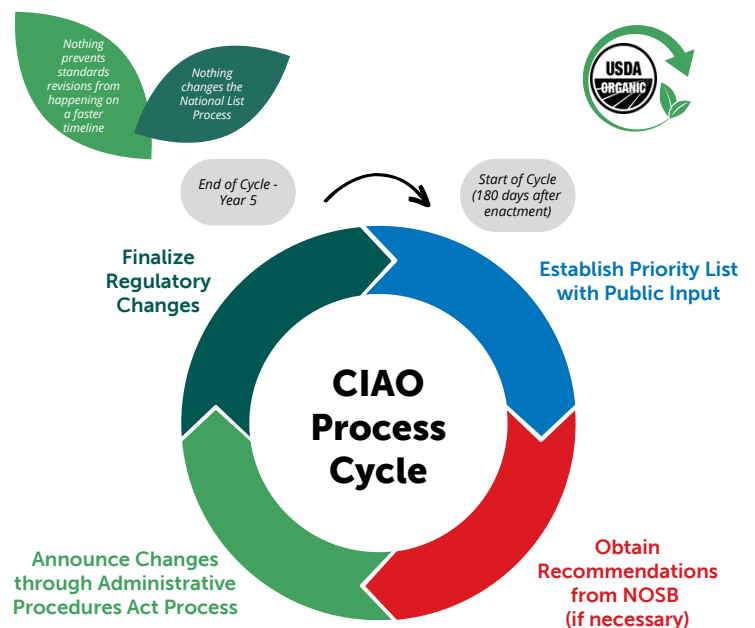 Nothing
prevents
standards
revisions from
happening on
a faster
timeline
Nothing
changes the
National List
Process
USDA
ORGANIC
End of Cycle -
Year 5
Start of Cycle
(180 days after
enactment)
Finalize
Regulatory
Changes
Establish Priority List
with Public Input
CIAO
Process
Cycle
Announce Changes
through Administrative
Procedures Act Process
Obtain
Recommendations
from NOSB
(if necessary)